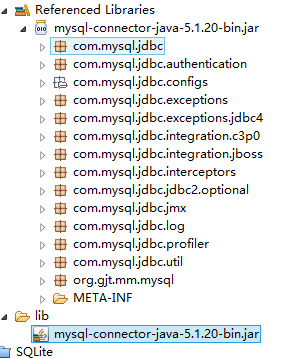 Referenced Libraries
mysql-connector-java-5.1.20-bin.jar
com.mysql.jdbc
com.mysql.jdbc.authentication
com.mysql.jdbc.configs
com.mysql.jdbc.exceptions
com.mysql.jdbc.exceptions.jdbc4
com.mysql.jdbc.integration.c3p0
com.mysql.jdbc.integration.jboss
com.mysql.jdbc.interceptors
com.mysql.jdbc.jdbc2.optional
com.mysql.jdbc.jmx
com.mysql.jdbc.log
com.mysql.jdbc.profiler
com.mysql.jdbc.util
org.gjt.mm.mysql
META-INF
lib
mysql-connector-java-5.1.20-bin.jar
SQLite